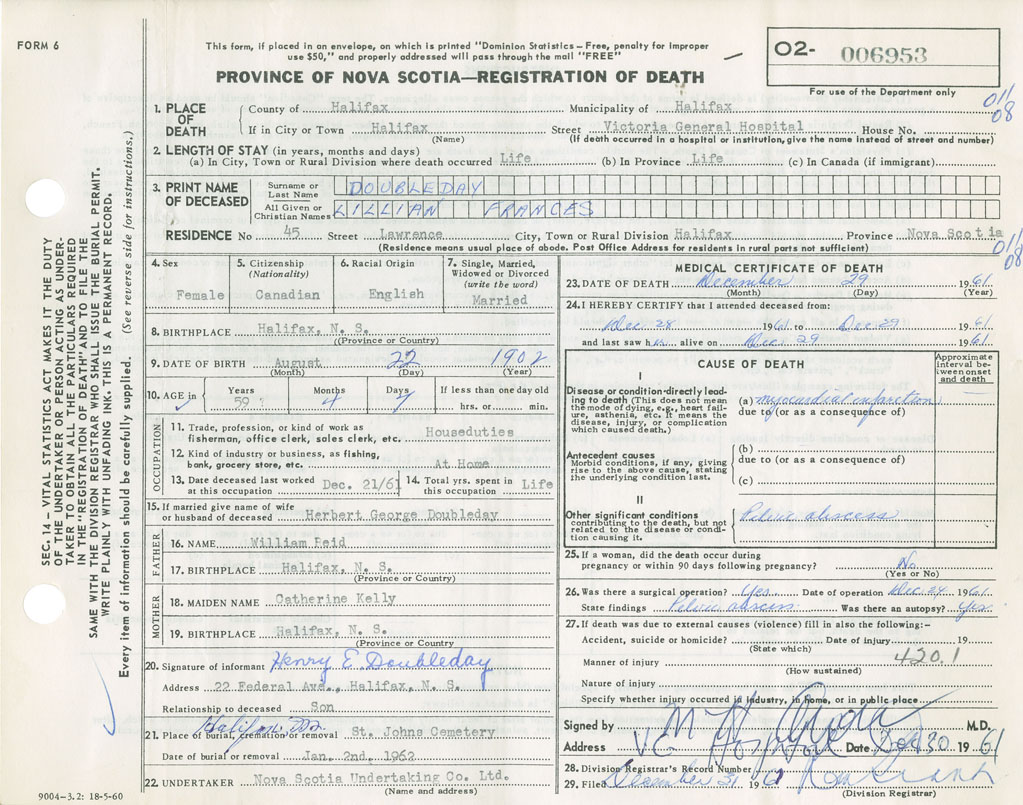 FORM 6
This form, if placed in an envelope, on which is printed "Dominion Statistics – Free, penalty for improper
use $50," and properly addressed will pass through the mail "FREE"
O2- 006953
For use of the Department only
PROVINCE OF NOVA SCOTIA—REGISTRATION OF DEATH
011
08
1. PLACE OF DEATH
County of Halifax Municipality of Halifax
If in City or Town Halifax Street Victoria General Hospital House No.
(Name) (If death occurred in a hospital or institution, give the name instead of street and number)
2. LENGTH OF STAY (in years, months and days)
(a) In City, Town or Rural Division where death occurred Life (b) In Province Life (c) In Canada (if immigrant)
3. PRINT NAME OF DECEASED
Surname or Last Name DOUBLEDAY
All Given or Christian Names LILLIAN FRANCES
RESIDENCE No 45 Street Lawrence City, Town or Rural Division Halifax Province Nova Scotia
(Residence means usual place of abode. Post Office Address for residents in rural parts not sufficient)
011
08
4. Sex
Female
5. Citizenship
(Nationality)
Canadian
6. Racial Origin
English
7. Single, Married,
Widowed or Divorced
(write the word)
Married
8. BIRTHPLACE Halifax, N. S.
(Province or Country)
9. DATE OF BIRTH August 22 1902
(Month) (Day) (Year)
10. AGE in
Years Months Days If less than one day old
59 4 7 hrs. or min.
OCCUPATION
11. Trade, profession, or kind of work as
fisherman, office clerk, sales clerk, etc. Houseduties
12. Kind of industry or business, as fishing,
bank, grocery store, etc. At Home
13. Date deceased last worked
at this occupation Dec. 21/61
14. Total yrs. spent in
this occupation Life
15. If married give name of wife
or husband of deceased Herbert George Doubleday
FATHER
16. NAME William Reid
17. BIRTHPLACE Halifax, N. S.
(Province or Country)
MOTHER
18. MAIDEN NAME Catherine Kelly
19. BIRTHPLACE Halifax, N. S.
(Province or Country)
20. Signature of informant Henry E Doubleday
Address 22 Federal Ave., Halifax, N. S.
Relationship to deceased Son
Halifax
21. Place of burial, cremation or removal St. Johns Cemetery
Date of burial or removal Jan. 2nd, 1962
22. UNDERTAKER Nova Scotia Undertaking Co. Ltd.
(Name and address)
MEDICAL CERTIFICATE OF DEATH
23. DATE OF DEATH December 29 1961
(Month) (Day) (Year)
24. I HEREBY CERTIFY that I attended deceased from:
Dec 28 1961 to Dec 29 1961
and last saw her alive on Dec 29 1961
CAUSE OF DEATH
Approximate
interval be-
tween onset
and death
I
Disease or condition directly lead-
ing to death (This does not mean
the mode of dying, e.g., heart fail-
ure, asthenia, etc. It means the
disease, injury, or complication
which caused death.)
(a) myocardial infarction
due to (or as a consequence of)
Antecedent causes
Morbid conditions, if any, giving
rise to the above cause, stating
the underlying condition last.
(b)
due to (or as a consequence of)
(c)
II
Other significant conditions
contributing to the death, but not
related to the disease or condi-
tion causing it.
Pelvic abscess
25. If a woman, did the death occur during
pregnancy or within 90 days following pregnancy? No
(Yes or No)
26. Was there a surgical operation? Yes Date of operation Dec. 24 1961
State findings Pelvic abscess Was there an autopsy? Yes
27. If death was due to external causes (violence) fill in also the following:–
Accident, suicide or homicide? Date of injury 19
(State which)
420.1
Manner of injury
(How sustained)
Nature of injury
Specify whether injury occurred in industry, in home, or in public place
Signed by M.D.
Address V G Hospital Date Dec 30 1961
28. Division Registrar's Record Number
29. Filed December 31 1961
(Division Registrar)
SEC. 14 – VITAL STATISTICS ACT MAKES IT THE DUTY
OF THE UNDERTAKER OR PERSON ACTING AS UNDER-
TAKER TO OBTAIN ALL THE PARTICULARS REQUIRED
IN THE "REGISTRATION OF DEATH" AND TO FILE THE
SAME WITH THE DIVISION REGISTRAR WHO SHALL ISSUE THE BURIAL PERMIT.
WRITE PLAINLY WITH UNFADING INK. THIS IS A PERMANENT RECORD.
Every item of information should be carefully supplied. (See reverse side for instructions.)
9004–3.2: 18-5-60